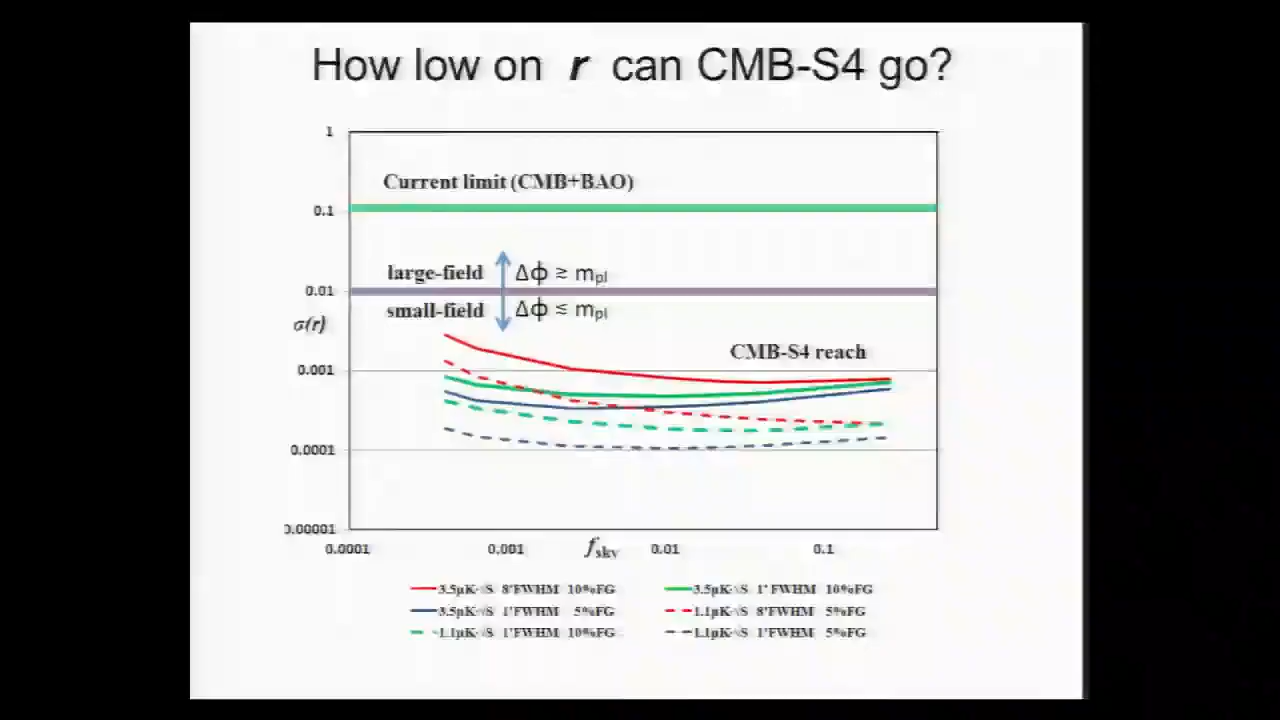 How low on r can CMB-S4 go?
1
Current limit (CMB+BAO)
0.1
large-field Δϕ ≳ mpl
0.01
small-field Δϕ ≲ mpl
σ(r)
CMB-S4 reach
0.001
0.0001
0.00001
0.0001 0.001 fsky 0.01 0.1
3.5µK·√S 8'FWHM 10%FG 3.5µK·√S 1'FWHM 10%FG
3.5µK·√S 1'FWHM 5%FG 1.1µK·√S 8'FWHM 5%FG
1.1µK·√S 1'FWHM 10%FG 1.1µK·√S 1'FWHM 5%FG